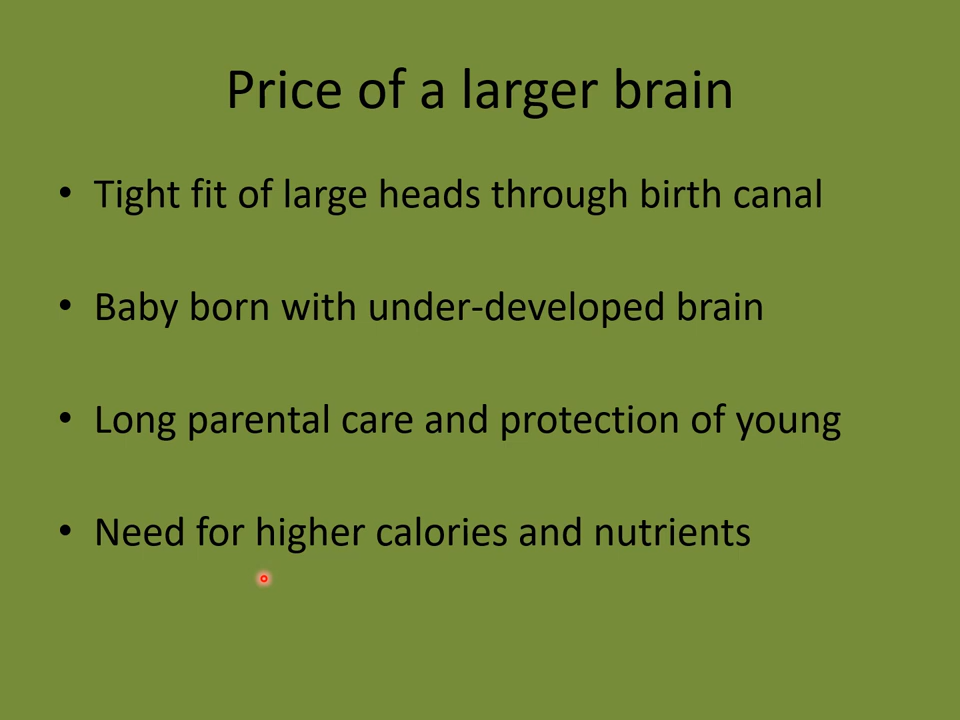 Price of a larger brain
• Tight fit of large heads through birth canal
• Baby born with under-developed brain
• Long parental care and protection of young
• Need for higher calories and nutrients